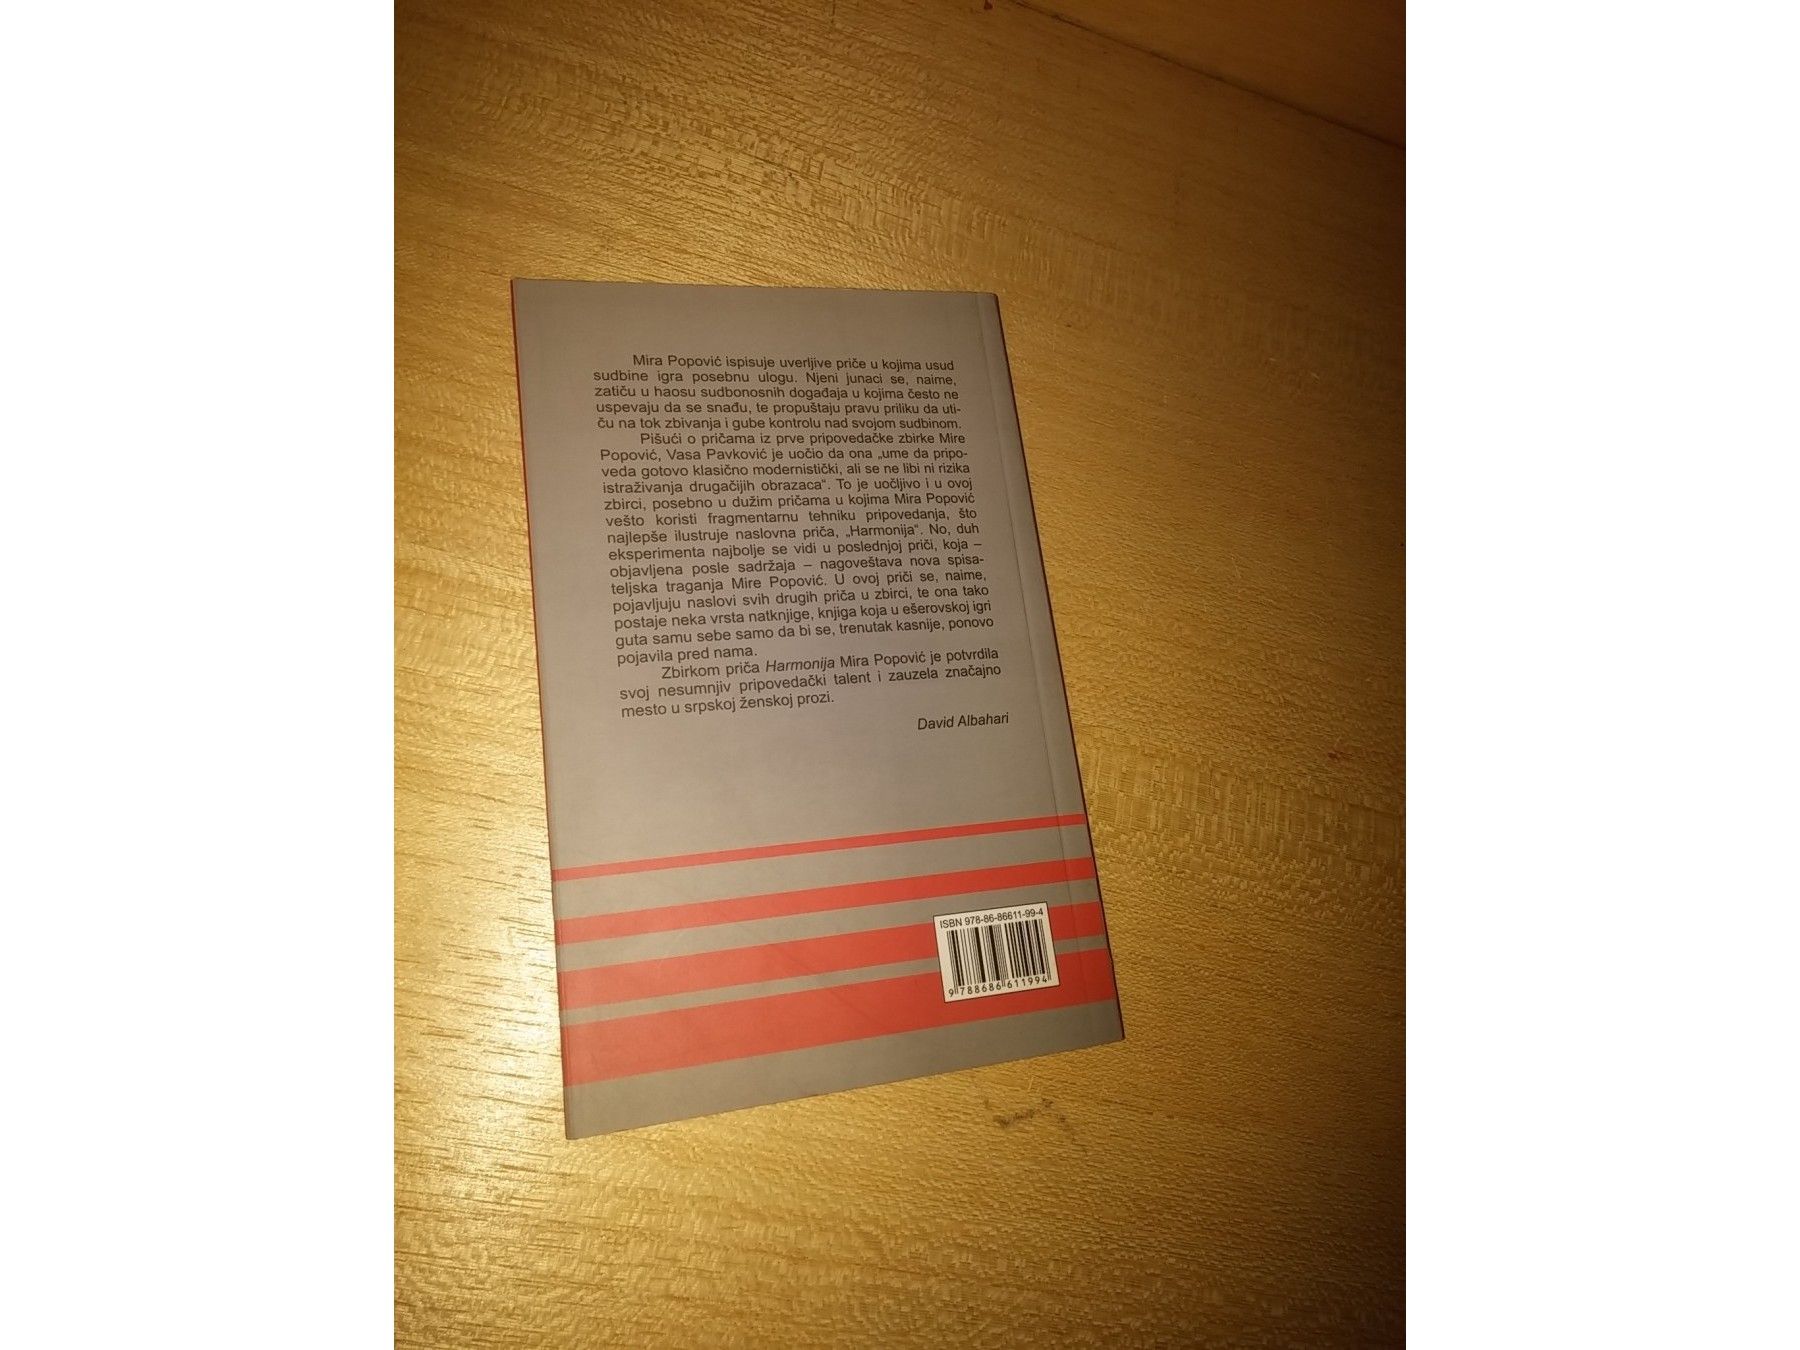 Mira Popović ispisuje uverljive priče u kojima usud
sudbine igra posebnu ulogu. Njeni junaci se, naime,
zatiču u haosu sudbonosnih događaja u kojima često ne
uspevaju da se snađu, te propuštaju pravu priliku da uti-
ču na tok zbivanja i gube kontrolu nad svojom sudbinom.
Pišući o pričama iz prve pripovedačke zbirke Mire
Popović, Vasa Pavković je uočio da ona „ume da pripo-
veda gotovo klasično modernistički, ali se ne libi ni rizika
istraživanja drugačijih obrazaca“. To je uočljivo i u ovoj
zbirci, posebno u dužim pričama u kojima Mira Popović
vešto koristi fragmentarnu tehniku pripovedanja, što
najlepše ilustruje naslovna priča, „Harmonija“. No, duh
eksperimenta najbolje se vidi u poslednjoj priči, koja –
objavljena posle sadržaja – nagoveštava nova spisa-
teljska traganja Mire Popović. U ovoj priči se, naime,
pojavljuju naslovi svih drugih priča u zbirci, te ona tako
postaje neka vrsta natknjige, knjiga koja u ešerovskoj igri
guta samu sebe samo da bi se, trenutak kasnije, ponovo
pojavila pred nama.
Zbirkom priča Harmonija Mira Popović je potvrdila
svoj nesumnjiv pripovedački talent i zauzela značajno
mesto u srpskoj ženskoj prozi.
David Albahari
ISBN 978-86-86611-99-4
9 788686 611994